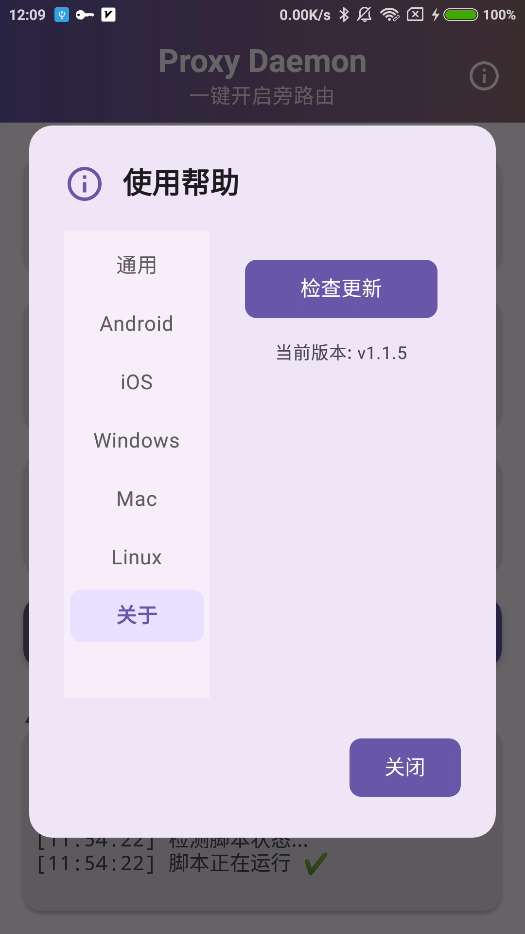 12:09
0.00K/s
100%
Proxy Daemon
一键开启旁路由
使用帮助
通用
Android
iOS
Windows
Mac
Linux
关于
检查更新
当前版本: v1.1.5
关闭
[11:54:22] 检测脚本状态...
[11:54:22] 脚本正在运行 ✔